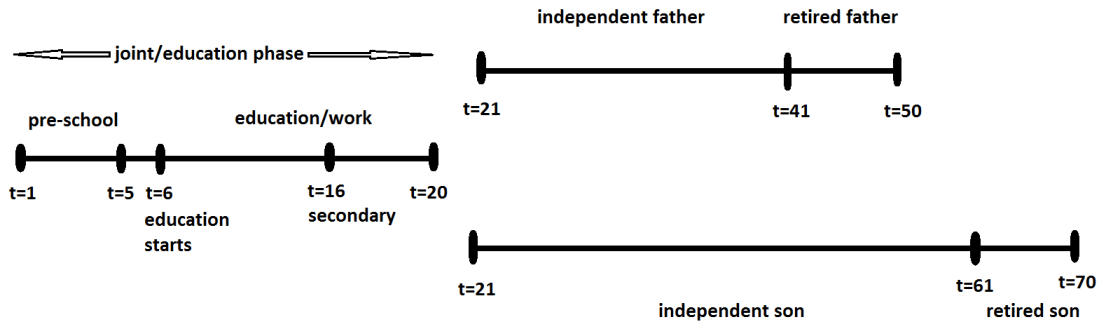 independent father
retired father
joint/education phase
t=21
t=41
t=50
pre-school
education/work
t=1
t=5
t=6
t=16
t=20
education
starts
secondary
t=21
t=61
t=70
independent son
retired son